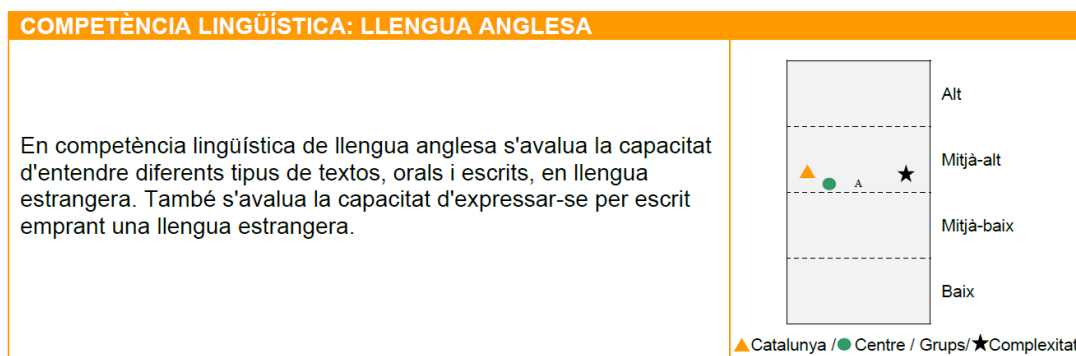 COMPETÈNCIA LINGÜÍSTICA: LLENGUA ANGLESA
En competència lingüística de llengua anglesa s'avalua la capacitat
d'entendre diferents tipus de textos, orals i escrits, en llengua
estrangera. També s'avalua la capacitat d'expressar-se per escrit
emprant una llengua estrangera.
Alt
Mitjà-alt
A
Mitjà-baix
Baix
Catalunya / Centre / Grups/ Complexitat